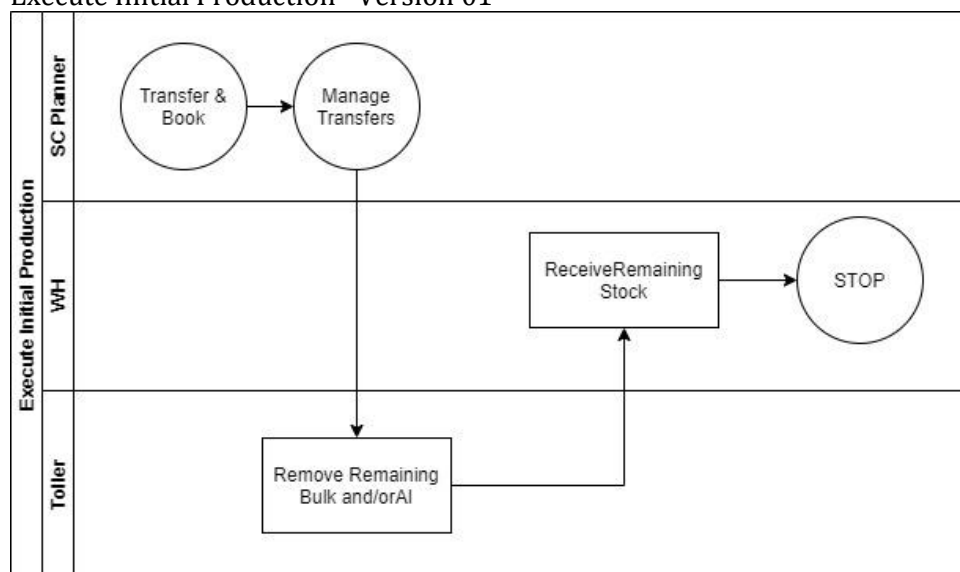 Execute Initial Production - Version 01
Execute Initial Production
SC Planner
Transfer &
Book
Manage
Transfers
WH
ReceiveRemaining
Stock
STOP
Toller
Remove Remaining
Bulk and/orAI